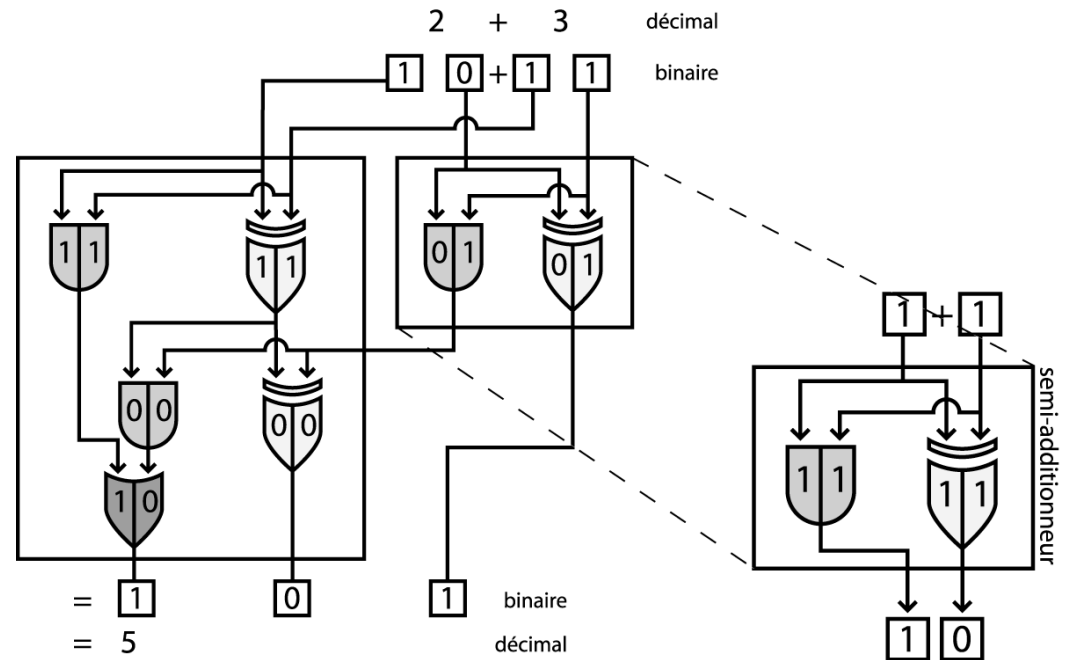 2 + 3 décimal
1 0 + 1 1 binaire
1 1
1 1
0 1
0 1
1 + 1
0 0
0 0
semi-additionneur
1 1
1 1
1 0
= 1 0 1 binaire
= 5 décimal
1 0